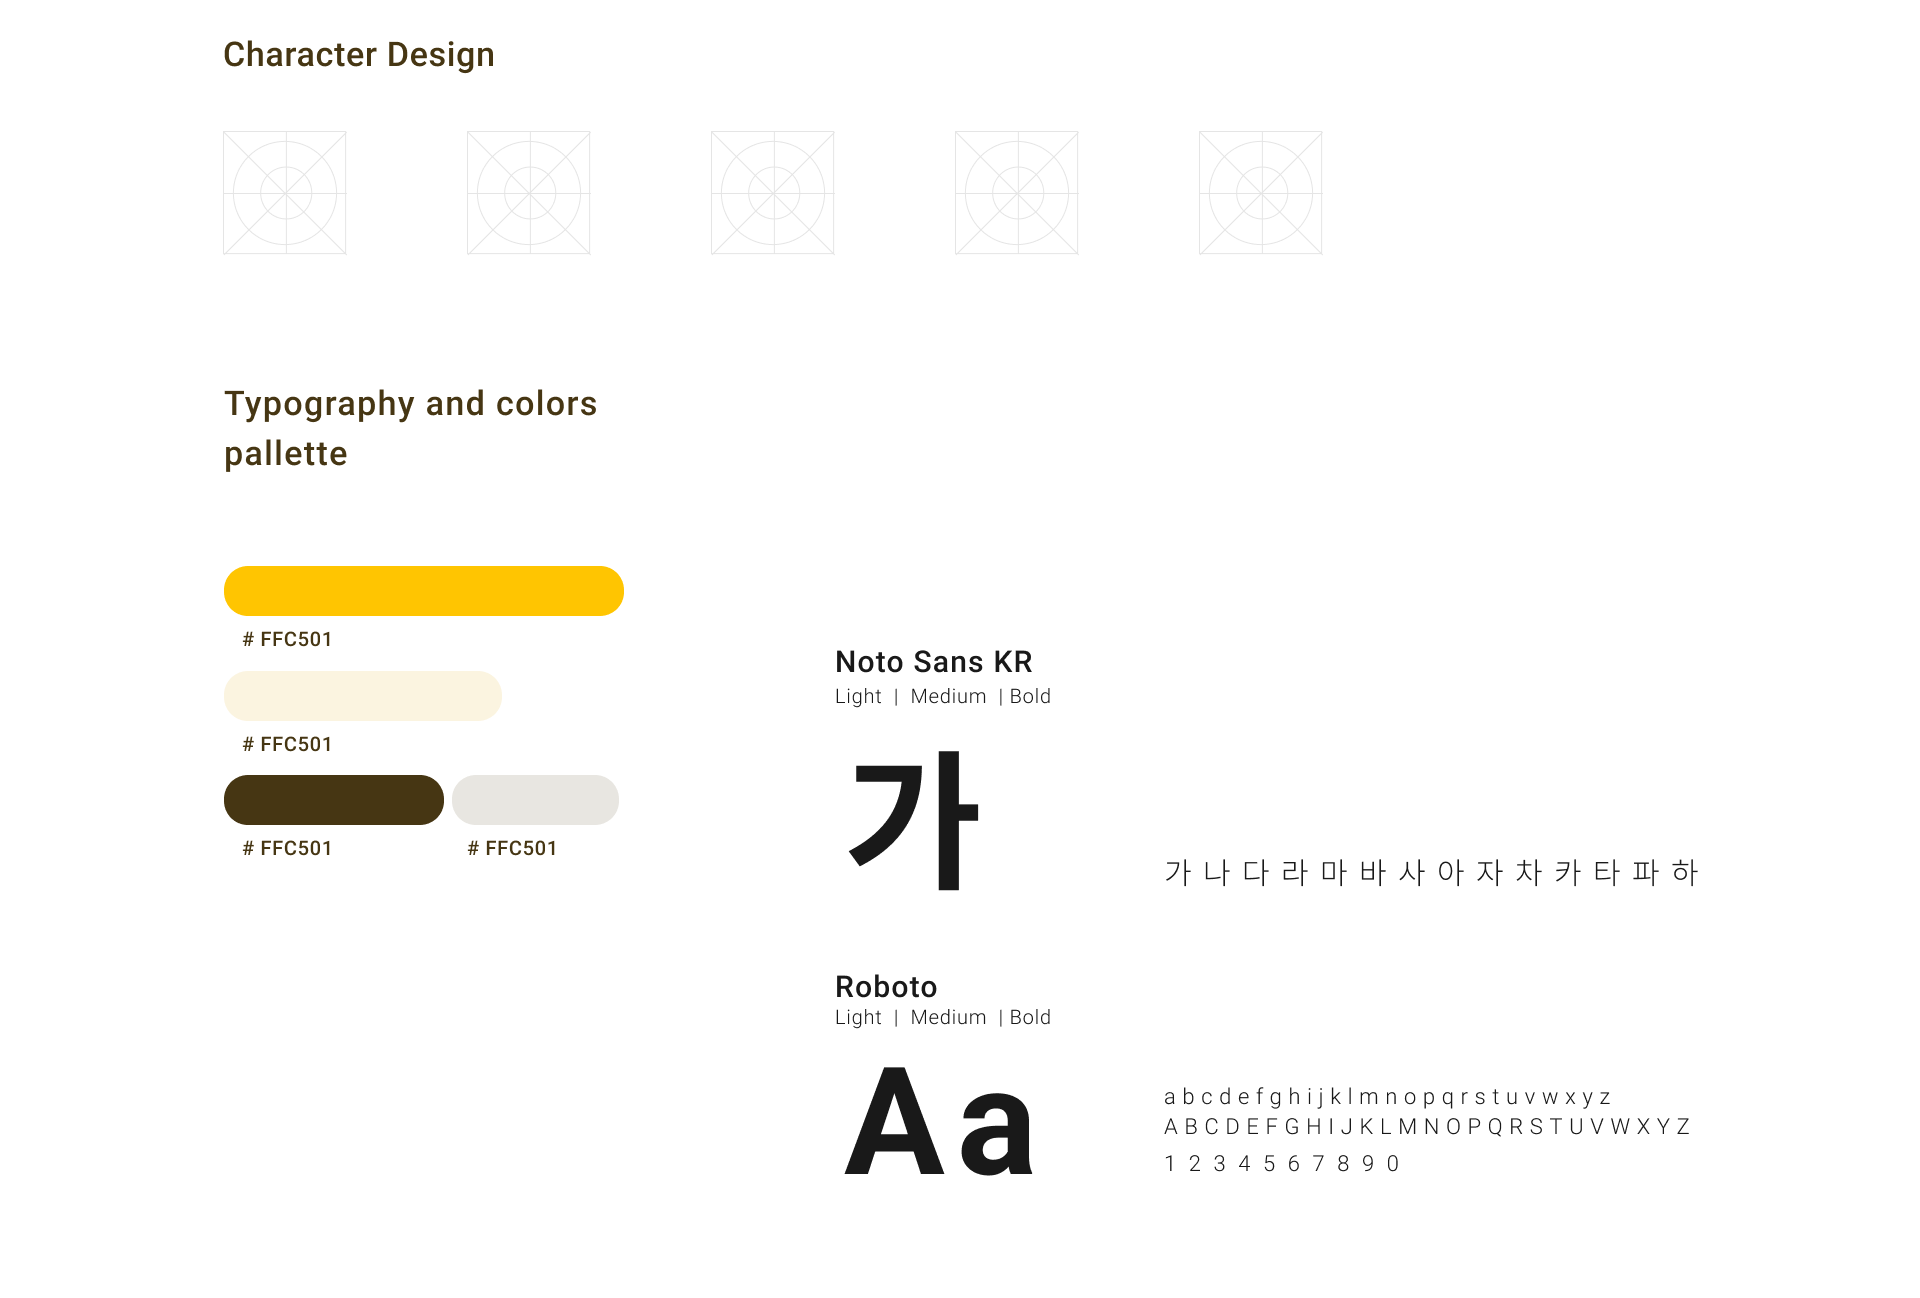 Character Design
Typography and colors
pallette
# FFC501
# FFC501
# FFC501
# FFC501
Noto Sans KR
Light | Medium | Bold
가
가 나 다 라 마 바 사 아 자 차 카 타 파 하
Roboto
Light | Medium | Bold
Aa
a b c d e f g h i j k l m n o p q r s t u v w x y z
A B C D E F G H I J K L M N O P Q R S T U V W X Y Z
1 2 3 4 5 6 7 8 9 0